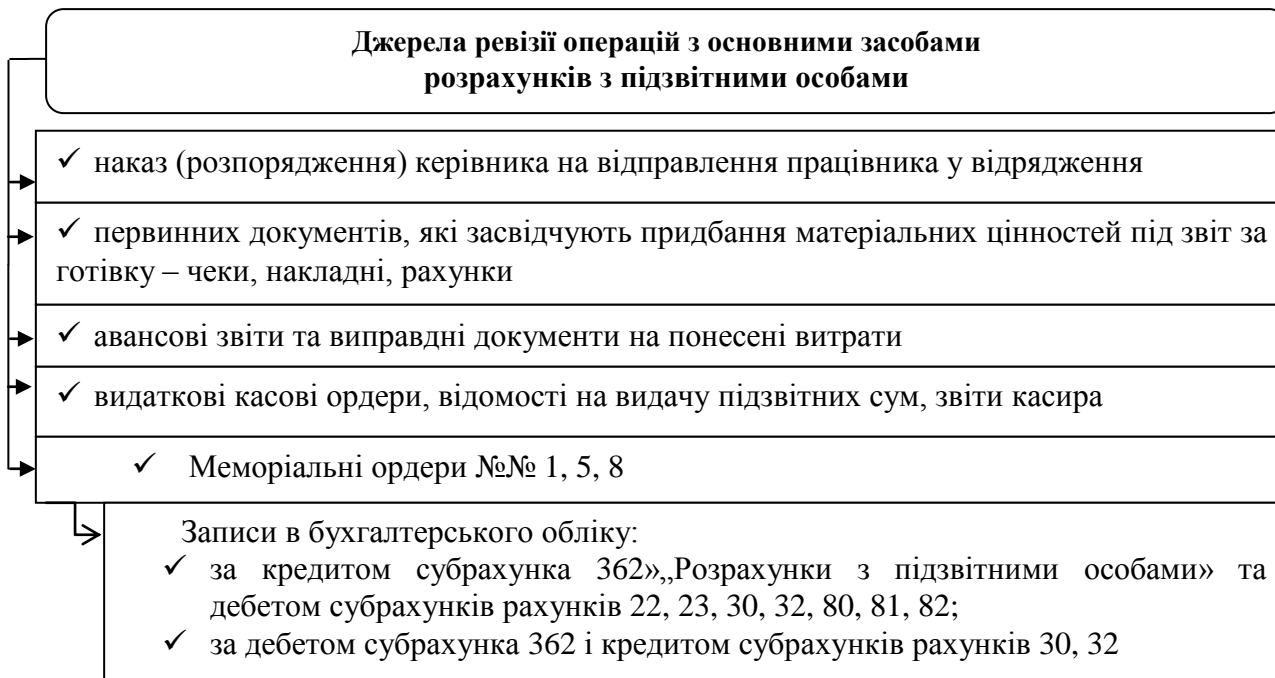 Джерела ревізії операцій з основними засобами
розрахунків з підзвітними особами
✓ наказ (розпорядження) керівника на відправлення працівника у відрядження
✓ первинних документів, які засвідчують придбання матеріальних цінностей під звіт за
готівку – чеки, накладні, рахунки
✓ авансові звіти та виправдні документи на понесені витрати
✓ видаткові касові ордери, відомості на видачу підзвітних сум, звіти касира
✓ Меморіальні ордери №№ 1, 5, 8
Записи в бухгалтерського обліку:
✓ за кредитом субрахунка 362»„Розрахунки з підзвітними особами» та
дебетом субрахунків рахунків 22, 23, 30, 32, 80, 81, 82;
✓ за дебетом субрахунка 362 і кредитом субрахунків рахунків 30, 32